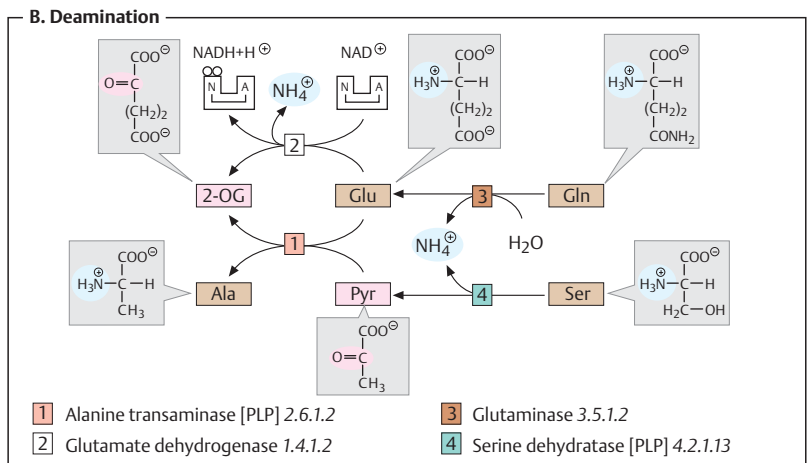 B. Deamination
COO⊖
O=C
(CH₂)₂
COO⊖
NADH+H⊕
N A
NH₄⊕
NAD⊕
N A
COO⊖
H₃N⊕–C–H
(CH₂)₂
COO⊖
COO⊖
H₃N⊕–C–H
(CH₂)₂
CONH₂
2
2-OG
Glu
3
Gln
1
NH₄⊕
H₂O
COO⊖
H₃N⊕–C–H
CH₃
Ala
Pyr
4
Ser
COO⊖
H₃N⊕–C–H
H₂C–OH
COO⊖
O=C
CH₃
1 Alanine transaminase [PLP] 2.6.1.2
2 Glutamate dehydrogenase 1.4.1.2
3 Glutaminase 3.5.1.2
4 Serine dehydratase [PLP] 4.2.1.13